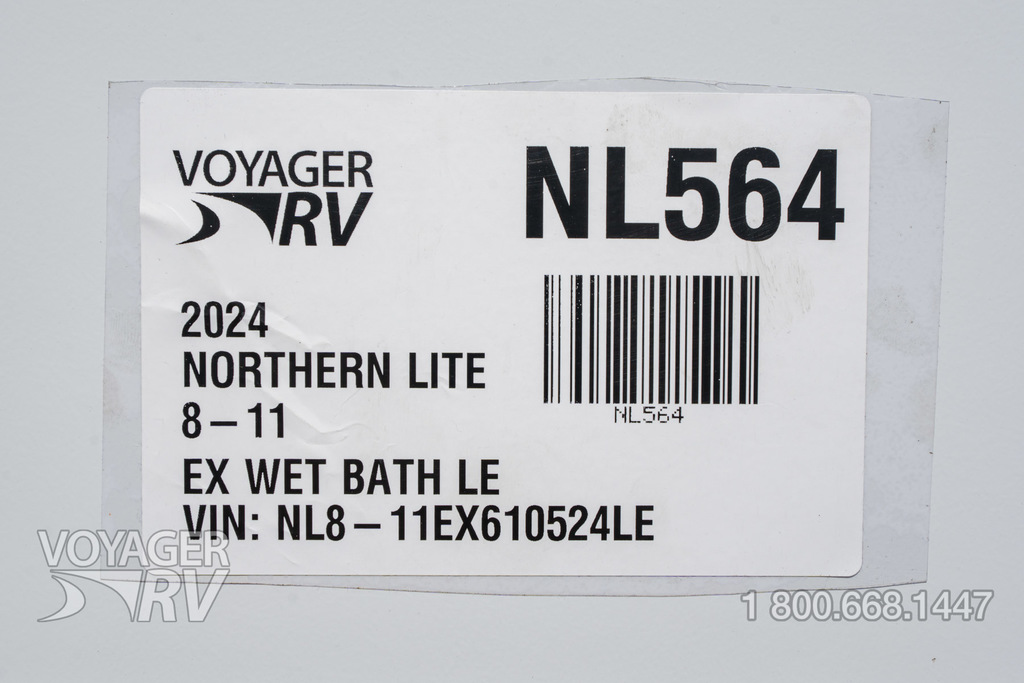 VOYAGER
RV
NL564
NL564
2024
NORTHERN LITE
8-11
EX WET BATH LE
VIN: NL8-11EX610524LE
VOYAGER
RV
1 800.668.1447